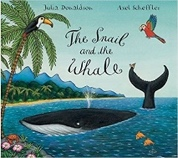 Julia Donaldson Axel Scheffler
The Snail
and the
Whale